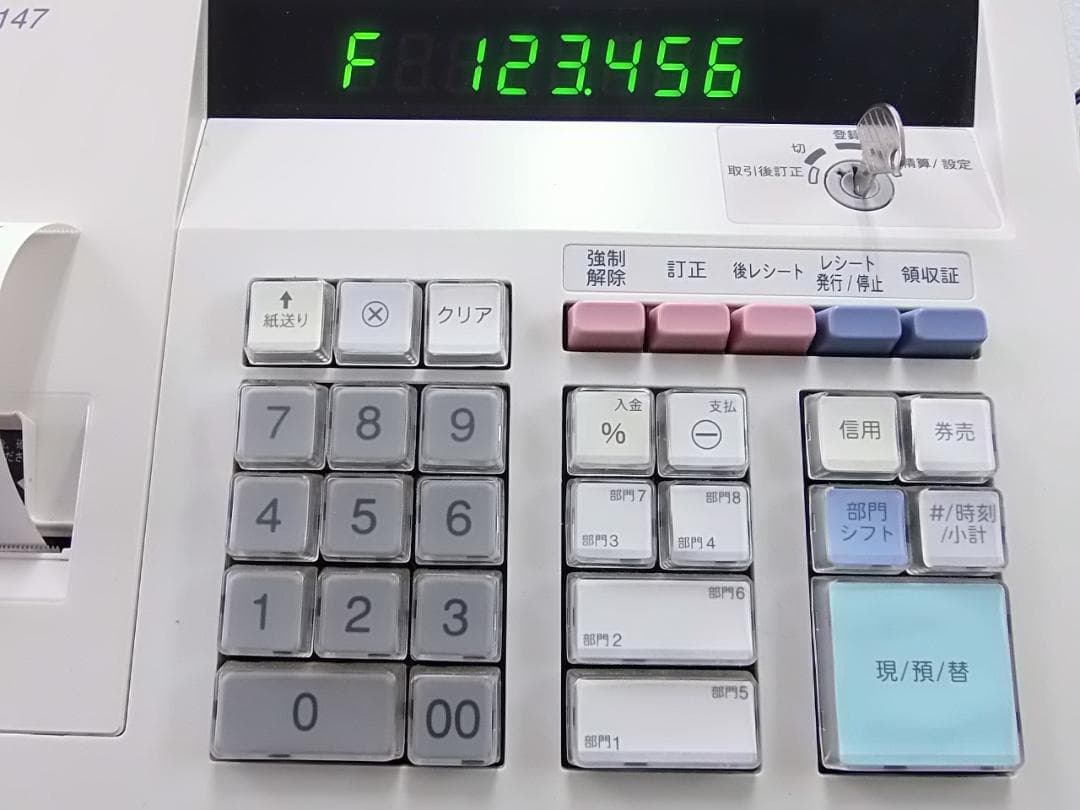 147
F 123.456
登録
切
取引後訂正
精算/設定
強制
解除
訂正
後レシート
レシート
発行/停止
領収証
↑
紙送り
⊗
クリア
7 8 9
4 5 6
1 2 3
0 00
入金
%
支払
⊖
部門7
部門3
部門8
部門4
部門6
部門2
部門5
部門1
信用
券売
部門
シフト
#/時刻
/小計
現/預/替